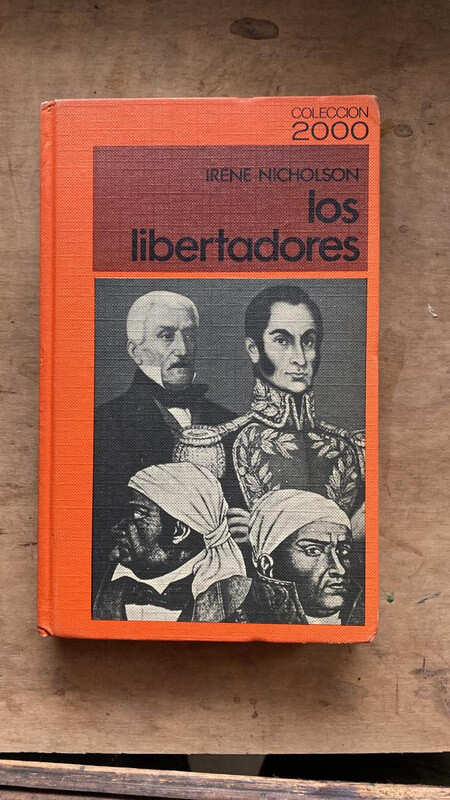 COLECCION
2000
IRENE NICHOLSON
los
libertadores